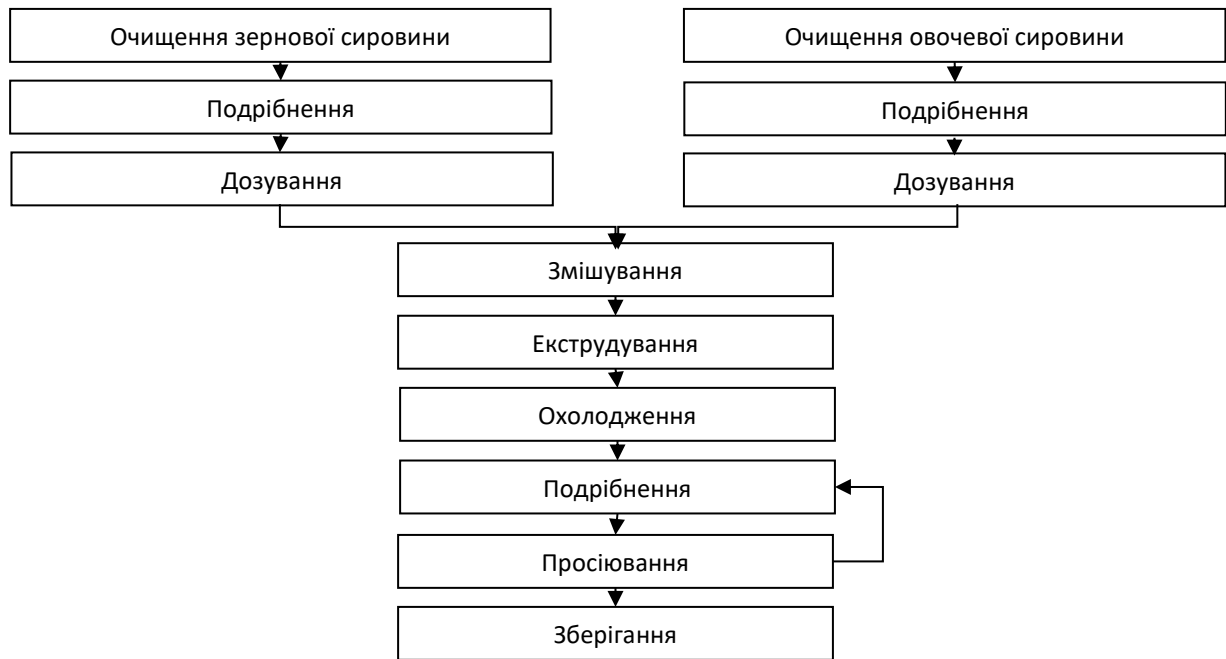 Очищення зернової сировини
Очищення овочевої сировини
Подрібнення
Подрібнення
Дозування
Дозування
Змішування
Екструдування
Охолодження
Подрібнення
Просіювання
Зберігання